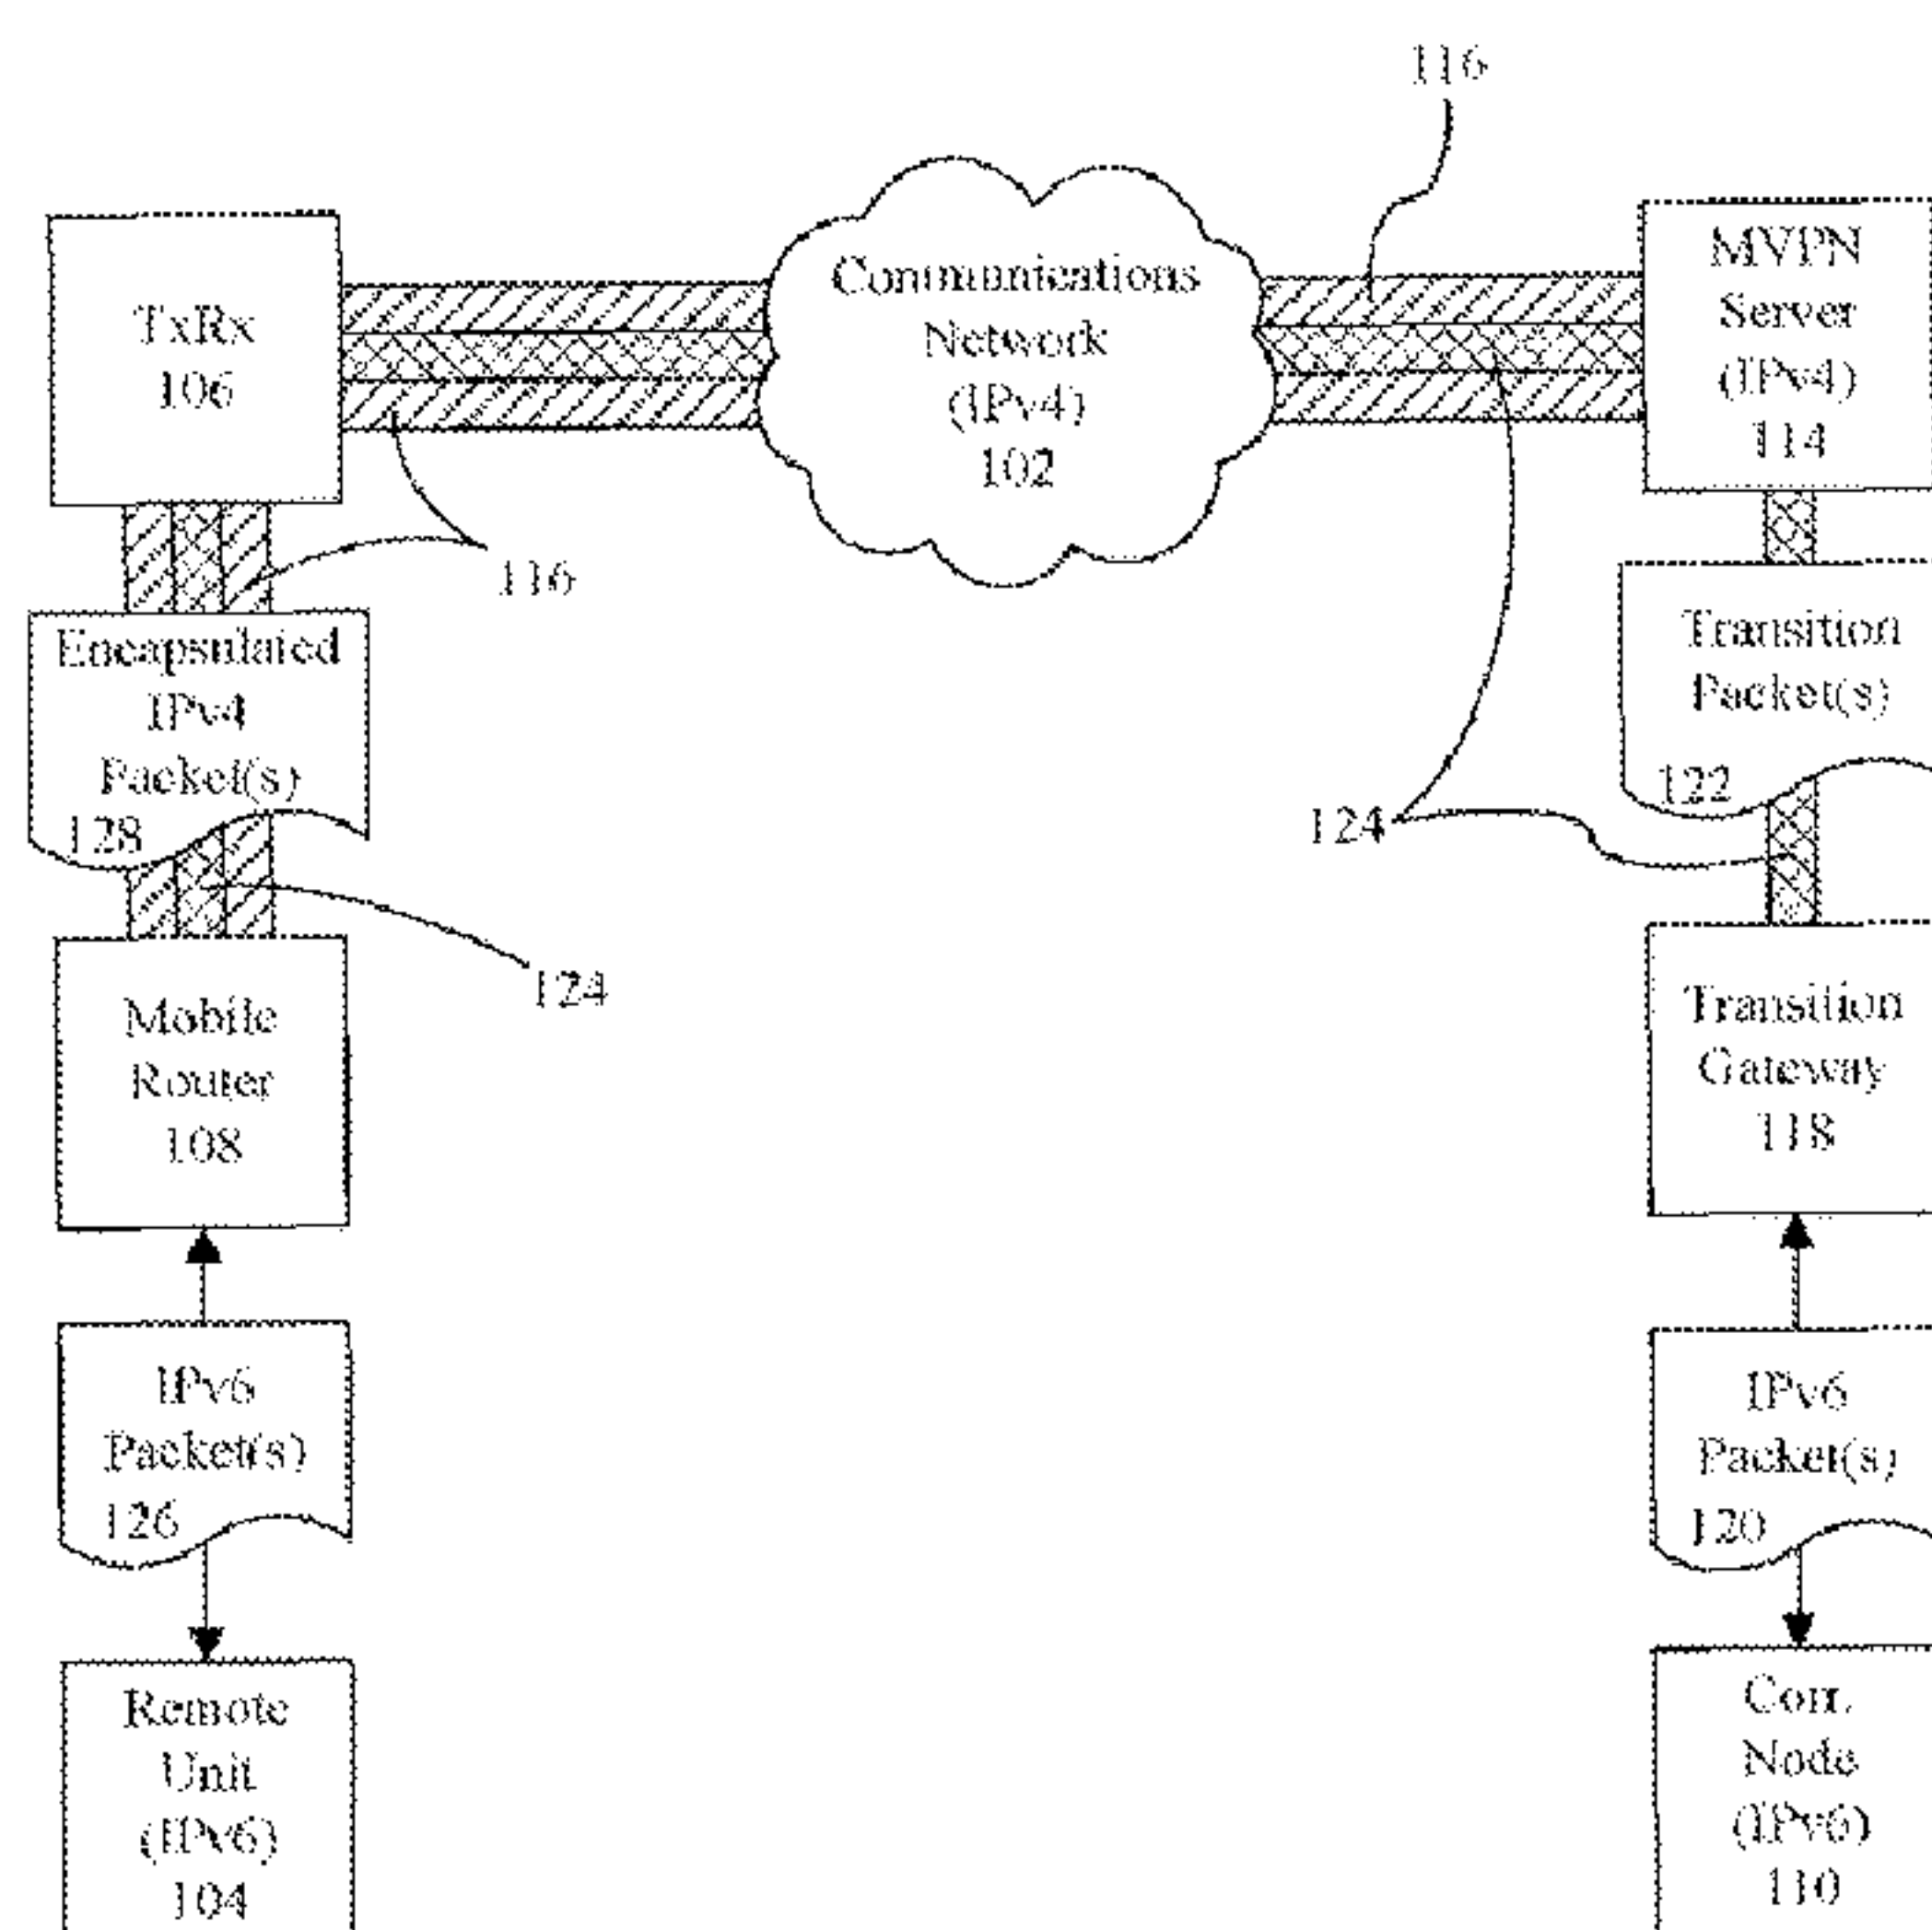 116
TxRx
106
Communications
Network
(IPv4)
102
MVPN
Server
(IPv4)
114
116
Encapsulated
IPv4
Packet(s)
128
Transition
Packet(s)
122
124
124
Mobile
Router
108
Transition
Gateway
118
IPv6
Packet(s)
126
IPv6
Packet(s)
120
Remote
Unit
(IPv6)
104
Corr.
Node
(IPv6)
110